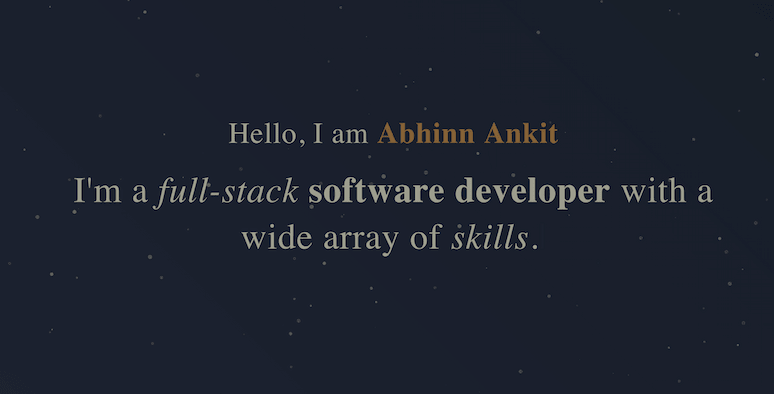 Hello, I am Abhinn Ankit
I'm a full-stack software developer with a
wide array of skills.